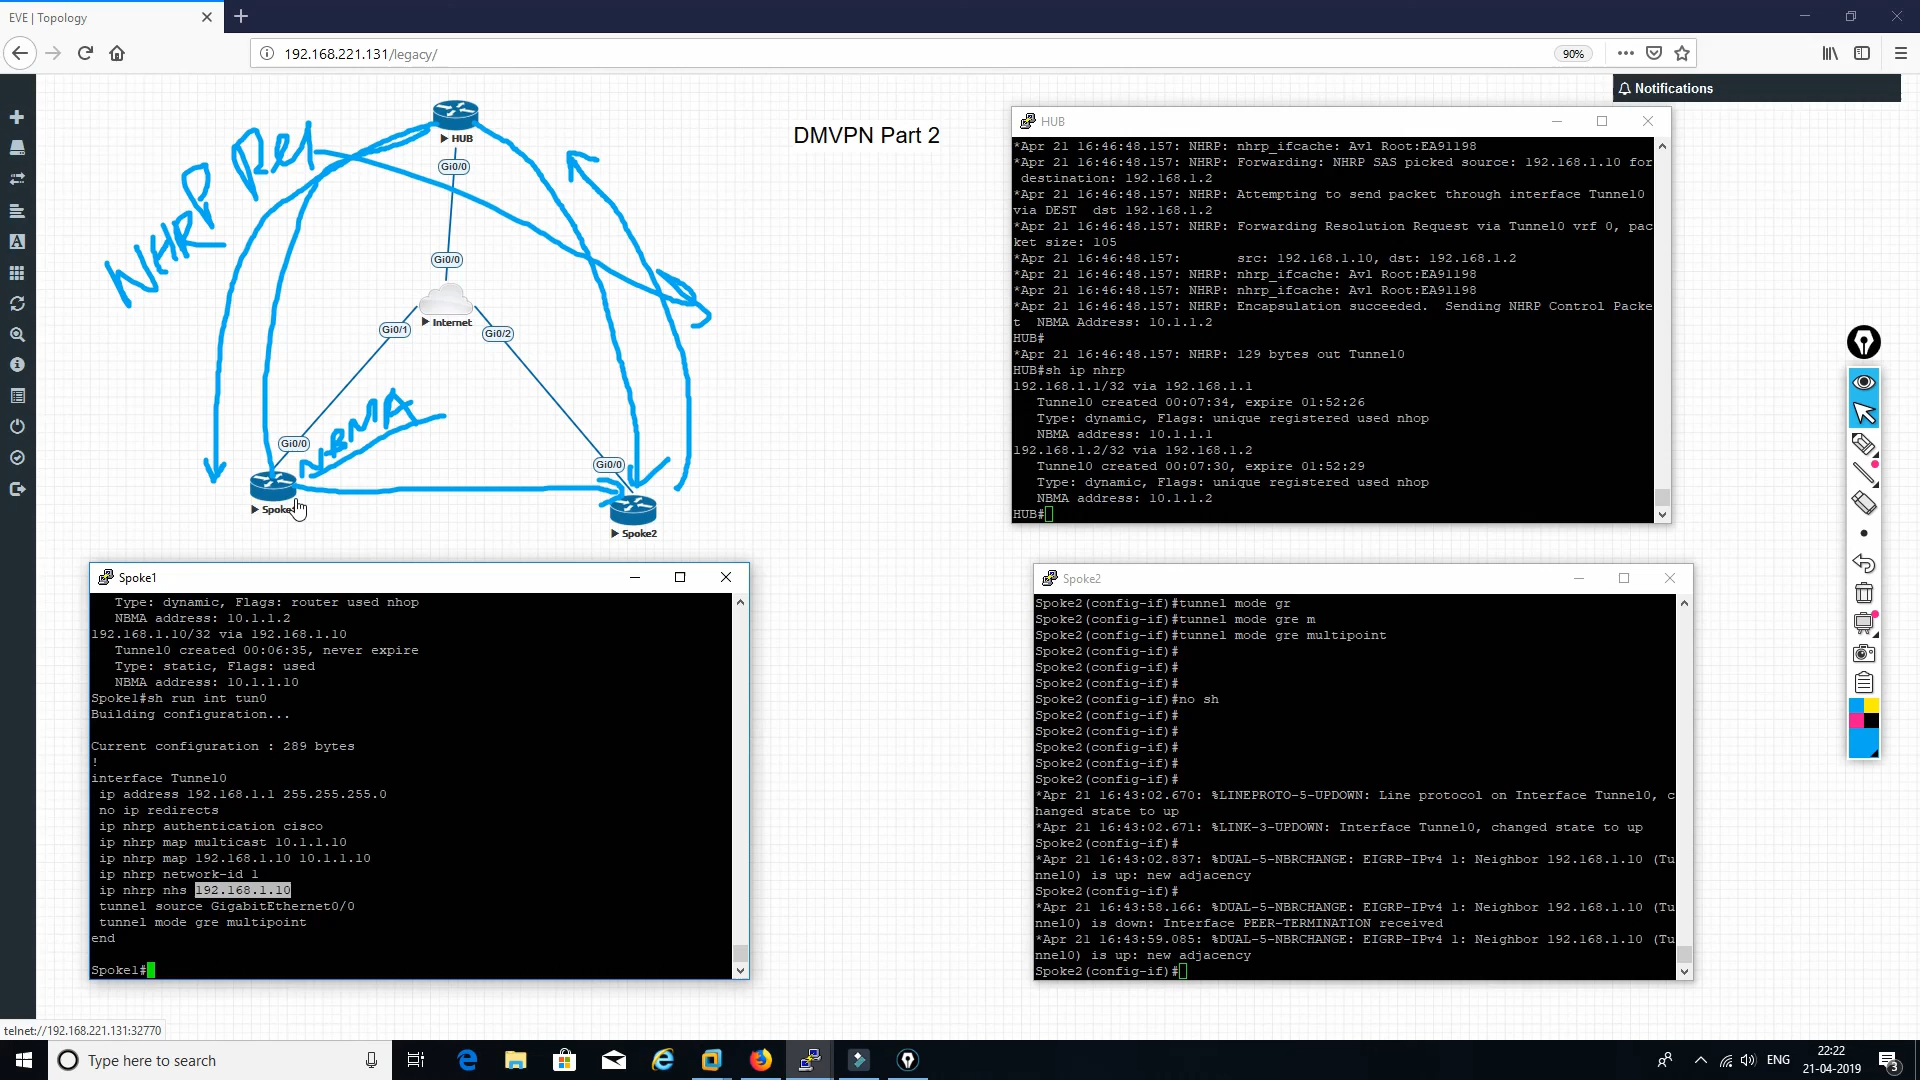 EVE | Topology
192.168.221.131/legacy/
90%
Notifications
DMVPN Part 2
HUB
Gi0/0
Gi0/0
Internet
Gi0/1
Gi0/2
Gi0/0
Gi0/0
Spoke
Spoke2
NHRP Rel
NBMA
HUB
*Apr 21 16:46:48.157: NHRP: nhrp_ifcache: Avl Root:EA91198
*Apr 21 16:46:48.157: NHRP: Forwarding: NHRP SAS picked source: 192.168.1.10 for
destination: 192.168.1.2
*Apr 21 16:46:48.157: NHRP: Attempting to send packet through interface Tunnel0
via DEST  dst 192.168.1.2
*Apr 21 16:46:48.157: NHRP: Forwarding Resolution Request via Tunnel0 vrf 0, pac
ket size: 105
*Apr 21 16:46:48.157:       src: 192.168.1.10, dst: 192.168.1.2
*Apr 21 16:46:48.157: NHRP: nhrp_ifcache: Avl Root:EA91198
*Apr 21 16:46:48.157: NHRP: nhrp_ifcache: Avl Root:EA91198
*Apr 21 16:46:48.157: NHRP: Encapsulation succeeded.  Sending NHRP Control Packe
t  NBMA Address: 10.1.1.2
HUB#
*Apr 21 16:46:48.157: NHRP: 129 bytes out Tunnel0
HUB#sh ip nhrp
192.168.1.1/32 via 192.168.1.1
Tunnel0 created 00:07:34, expire 01:52:26
Type: dynamic, Flags: unique registered used nhop
NBMA address: 10.1.1.1
192.168.1.2/32 via 192.168.1.2
Tunnel0 created 00:07:30, expire 01:52:29
Type: dynamic, Flags: unique registered used nhop
NBMA address: 10.1.1.2
HUB#
Spoke1
Type: dynamic, Flags: router used nhop
NBMA address: 10.1.1.2
192.168.1.10/32 via 192.168.1.10
Tunnel0 created 00:06:35, never expire
Type: static, Flags: used
NBMA address: 10.1.1.10
Spoke1#sh run int tun0
Building configuration...
Current configuration : 289 bytes
!
interface Tunnel0
ip address 192.168.1.1 255.255.255.0
no ip redirects
ip nhrp authentication cisco
ip nhrp map multicast 10.1.1.10
ip nhrp map 192.168.1.10 10.1.1.10
ip nhrp network-id 1
ip nhrp nhs 192.168.1.10
tunnel source GigabitEthernet0/0
tunnel mode gre multipoint
end
Spoke1#
Spoke2
Spoke2(config-if)#tunnel mode gr
Spoke2(config-if)#tunnel mode gre m
Spoke2(config-if)#tunnel mode gre multipoint
Spoke2(config-if)#
Spoke2(config-if)#
Spoke2(config-if)#
Spoke2(config-if)#no sh
Spoke2(config-if)#
Spoke2(config-if)#
Spoke2(config-if)#
Spoke2(config-if)#
Spoke2(config-if)#
*Apr 21 16:43:02.670: %LINEPROTO-5-UPDOWN: Line protocol on Interface Tunnel0, c
hanged state to up
*Apr 21 16:43:02.671: %LINK-3-UPDOWN: Interface Tunnel0, changed state to up
Spoke2(config-if)#
*Apr 21 16:43:02.837: %DUAL-5-NBRCHANGE: EIGRP-IPv4 1: Neighbor 192.168.1.10 (Tu
nnel0) is up: new adjacency
Spoke2(config-if)#
*Apr 21 16:43:58.166: %DUAL-5-NBRCHANGE: EIGRP-IPv4 1: Neighbor 192.168.1.10 (Tu
nnel0) is down: Interface PEER-TERMINATION received
*Apr 21 16:43:59.085: %DUAL-5-NBRCHANGE: EIGRP-IPv4 1: Neighbor 192.168.1.10 (Tu
nnel0) is up: new adjacency
Spoke2(config-if)#
telnet://192.168.221.131:32770
Type here to search
ENG
22:22
21-04-2019
3